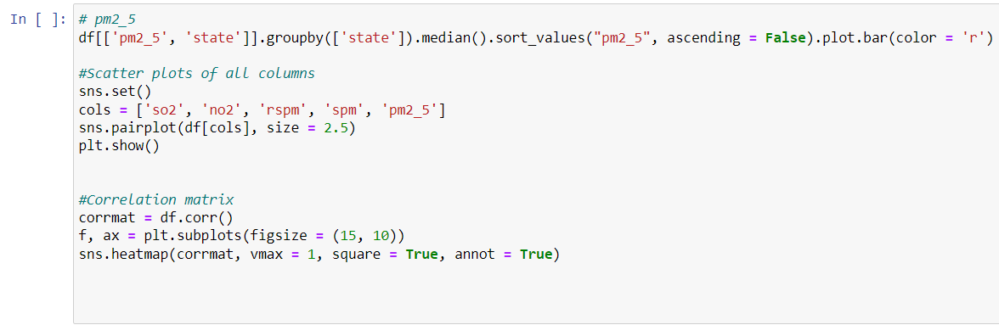 In [ ]: # pm2_5
df[['pm2_5', 'state']].groupby(['state']).median().sort_values("pm2_5", ascending = False).plot.bar(color = 'r')
#Scatter plots of all columns
sns.set()
cols = ['so2', 'no2', 'rspm', 'spm', 'pm2_5']
sns.pairplot(df[cols], size = 2.5)
plt.show()
#Correlation matrix
corrmat = df.corr()
f, ax = plt.subplots(figsize = (15, 10))
sns.heatmap(corrmat, vmax = 1, square = True, annot = True)